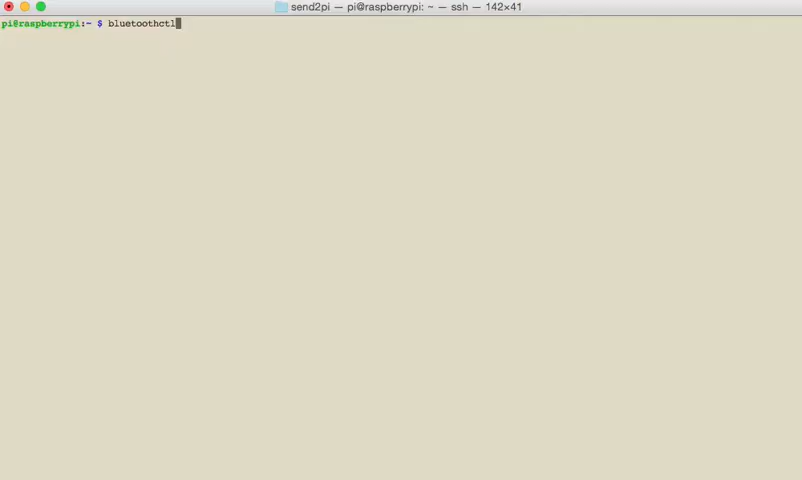 send2pi — pi@raspberrypi: ~ — ssh — 142×41
pi@raspberrypi:~ $ bluetoothctl